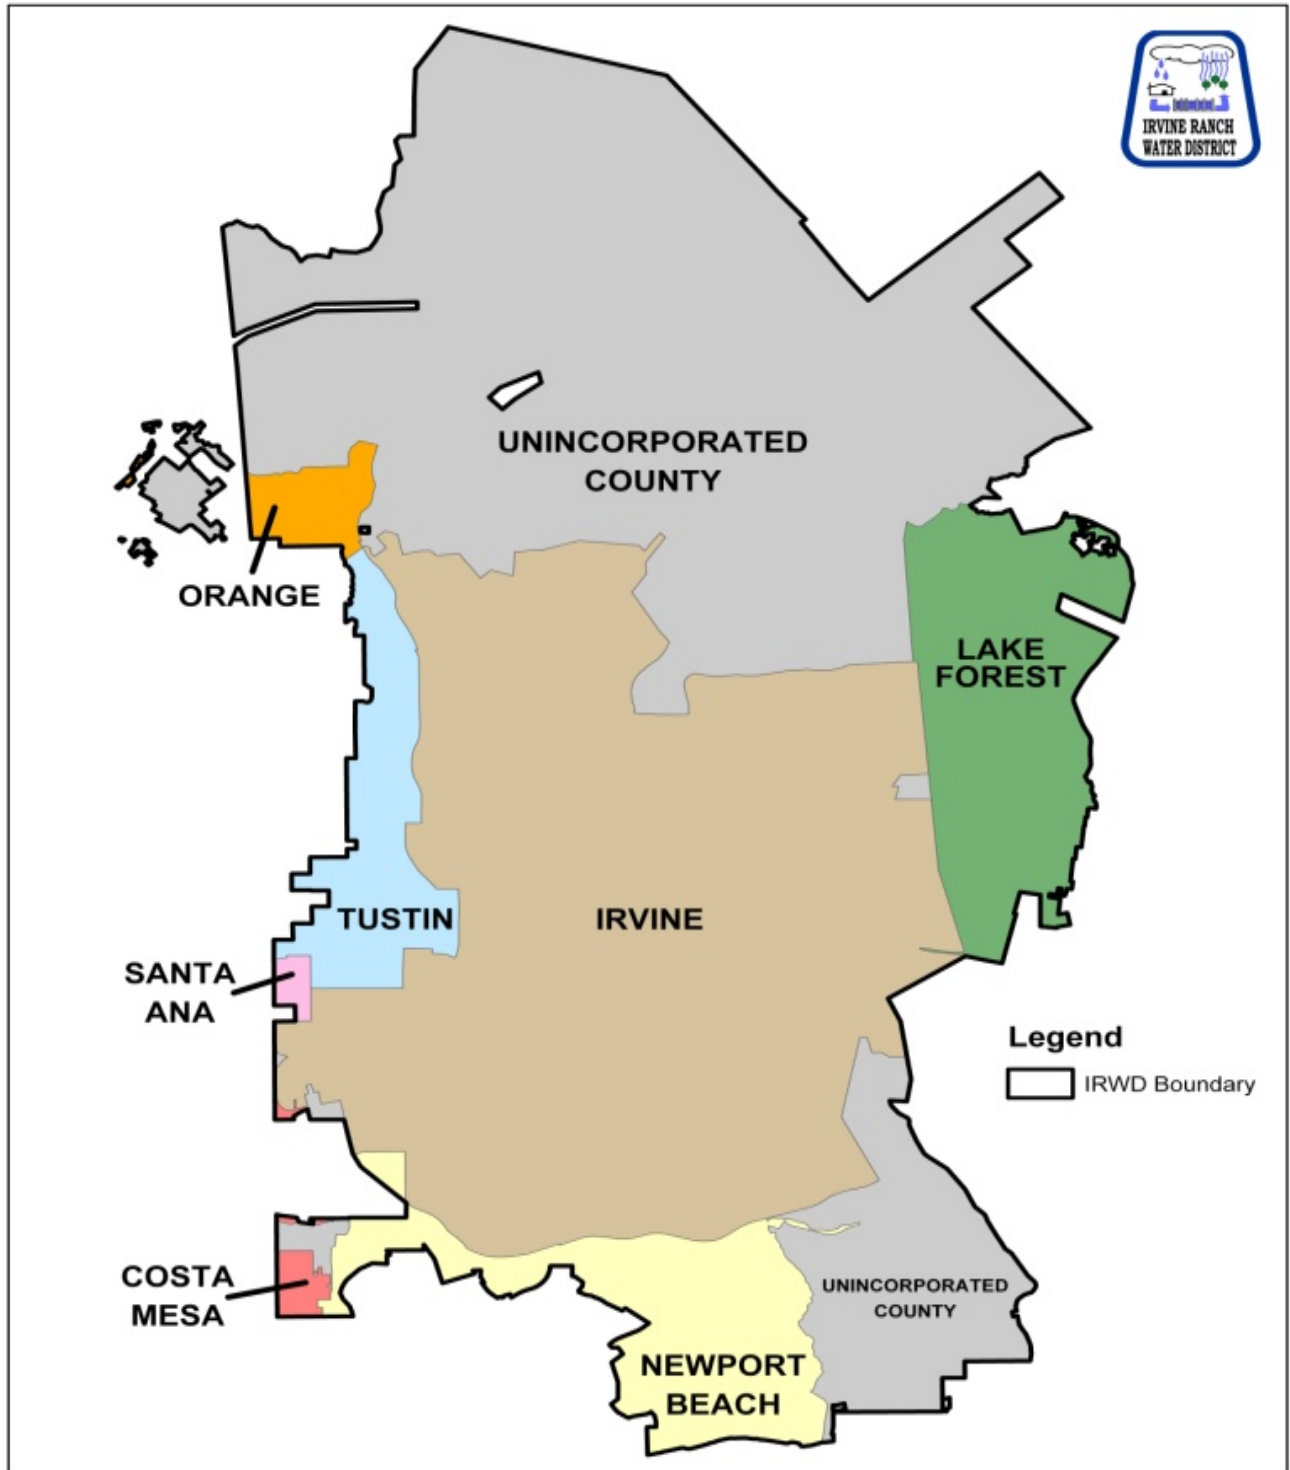 IRVINE RANCH
WATER DISTRICT
UNINCORPORATED
COUNTY
ORANGE
LAKE
FOREST
TUSTIN
IRVINE
SANTA
ANA
Legend
IRWD Boundary
COSTA
MESA
UNINCORPORATED
COUNTY
NEWPORT
BEACH